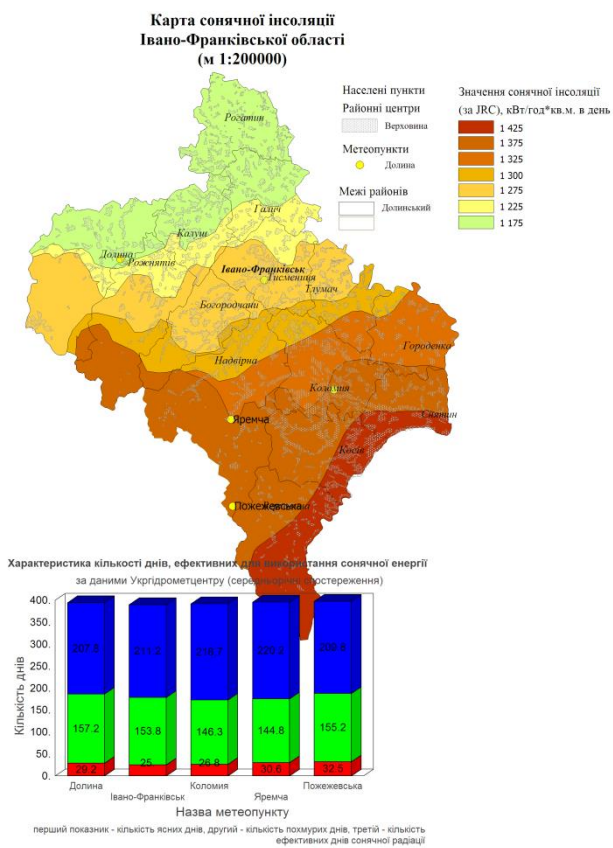 Карта сонячної інсоляції
Івано-Франківської області
(м 1:200000)
Населені пункти
Районні центри
Верховина
Метеопункти
Долина
Межі районів
Долинський
Значення сонячної інсоляції
(за JRC), кВт/год*кв.м. в день
1 425
1 375
1 325
1 300
1 275
1 225
1 175
Рогатин
Галич
Калуш
Долина
Рожнятів
Івано-Франківськ
Тисмениця
Тлумач
Богородчани
Городенка
Надвірна
Коломия
Снятин
Яремча
Косів
Пожежевська
Характеристика кількості днів, ефективних для використання сонячної енергії
за даними Укргідрометцентру (середньорічні спостереження)
Кількість днів
400.
350.
300.
250.
200.
150.
100.
50.
0.
207.8
211.2
218.7
220.2
209.8
157.2
153.8
146.3
144.8
155.2
29.2
25
26.8
30.6
32.5
Долина
Івано-Франківськ
Коломия
Яремча
Пожежевська
Назва метеопункту
перший показник - кількість ясних днів, другий - кількість похмурих днів, третій - кількість
ефективних днів сонячної радіації